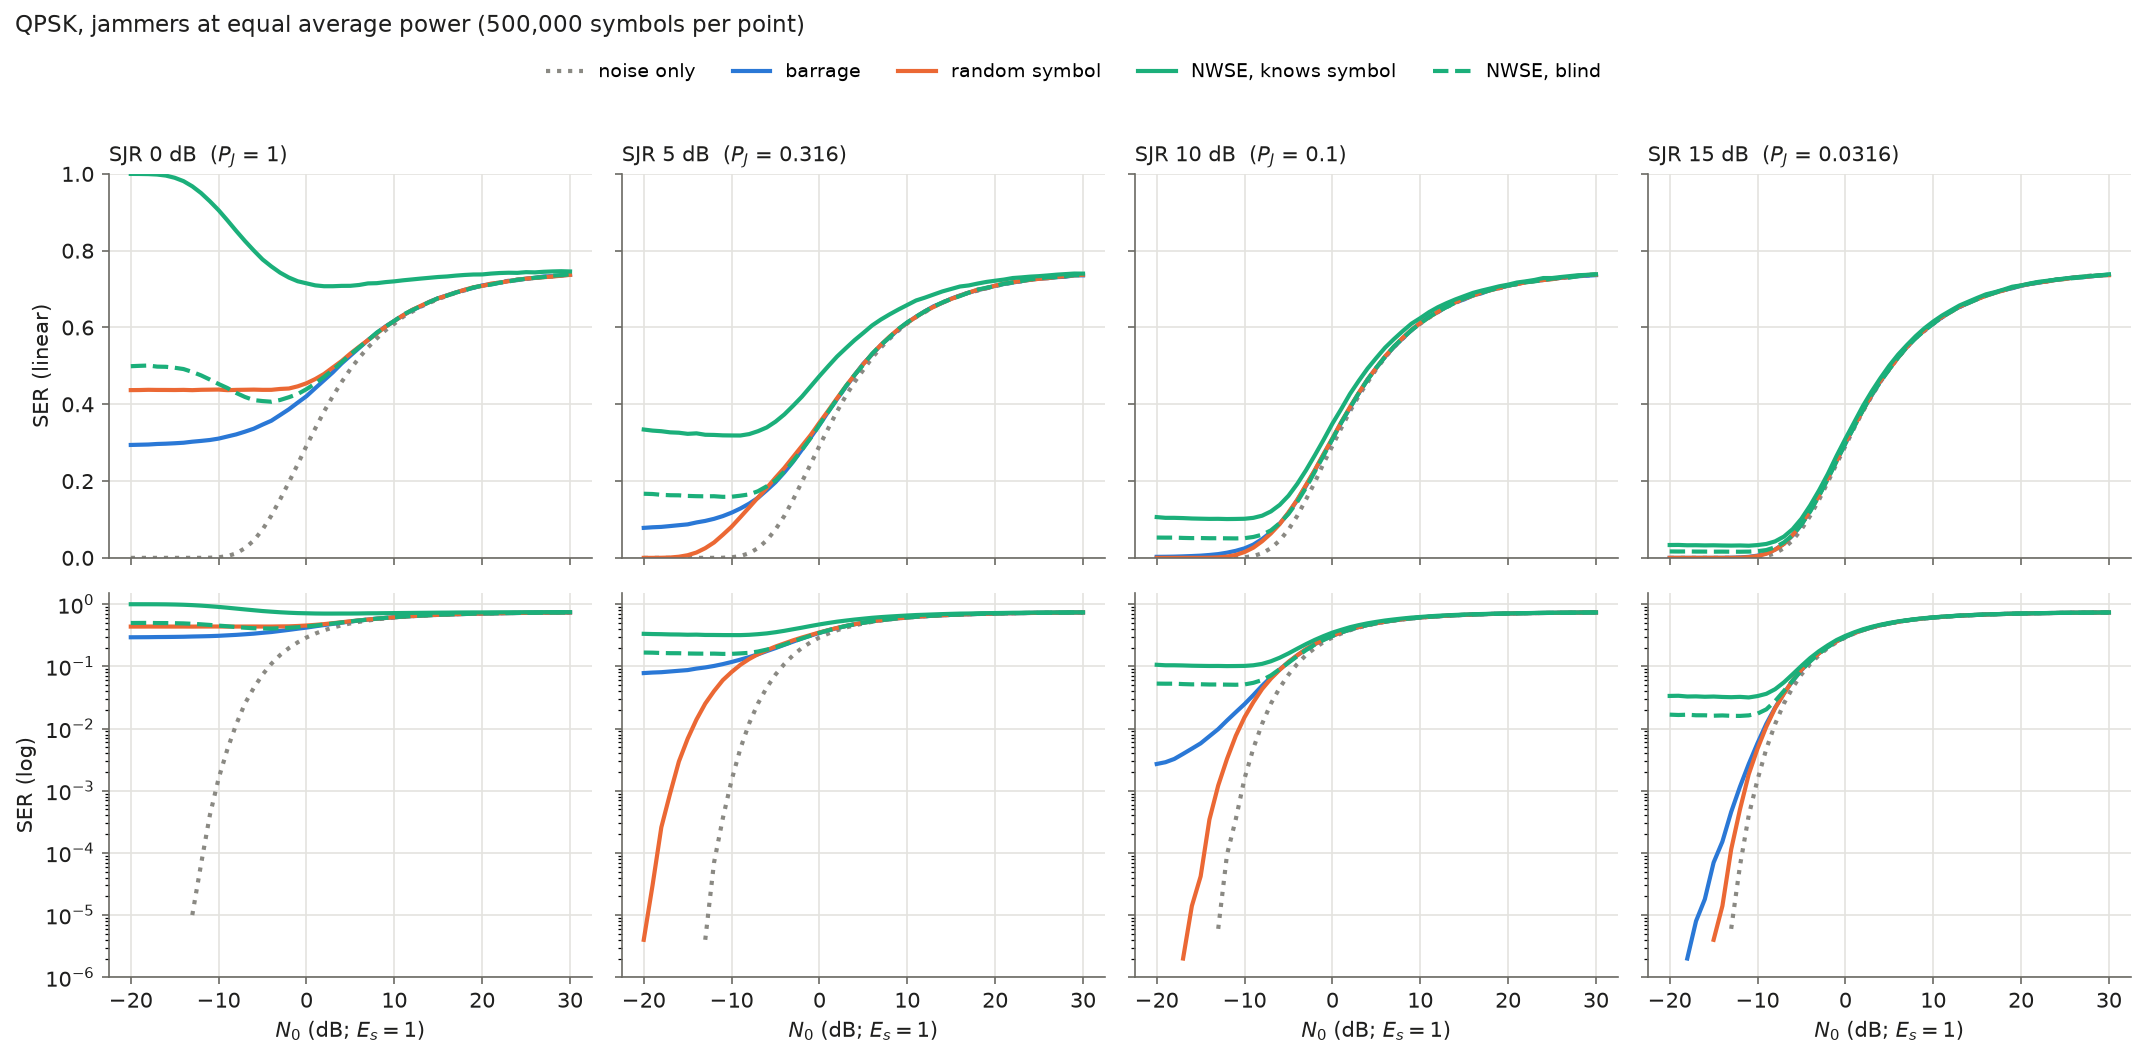 QPSK, jammers at equal average power (500,000 symbols per point)
noise only barrage random symbol NWSE, knows symbol NWSE, blind
SJR 0 dB (P_J = 1) SJR 5 dB (P_J = 0.316) SJR 10 dB (P_J = 0.1) SJR 15 dB (P_J = 0.0316)
SER (linear)
1.0
0.8
0.6
0.4
0.2
0.0
SER (log)
10^0
10^−1
10^−2
10^−3
10^−4
10^−5
10^−6
−20 −10 0 10 20 30 −20 −10 0 10 20 30 −20 −10 0 10 20 30 −20 −10 0 10 20 30
N_0 (dB; E_s = 1) N_0 (dB; E_s = 1) N_0 (dB; E_s = 1) N_0 (dB; E_s = 1)